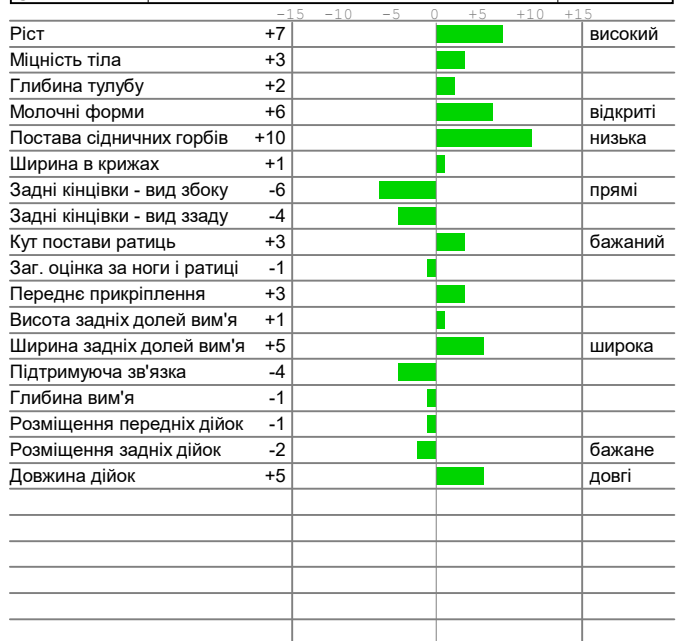 -15 -10 -5 0 +5 +10 +15
Ріст +7 високий
Міцність тіла +3
Глибина тулубу +2
Молочні форми +6 відкриті
Постава сідничних горбів +10 низька
Ширина в крижах +1
Задні кінцівки - вид збоку -6 прямі
Задні кінцівки - вид ззаду -4
Кут постави ратиць +3 бажаний
Заг. оцінка за ноги і ратиці -1
Переднє прикріплення +3
Висота задніх долей вим'я +1
Ширина задніх долей вим'я +5 широка
Підтримуюча зв'язка -4
Глибина вим'я -1
Розміщення передніх дійок -1
Розміщення задніх дійок -2 бажане
Довжина дійок +5 довгі